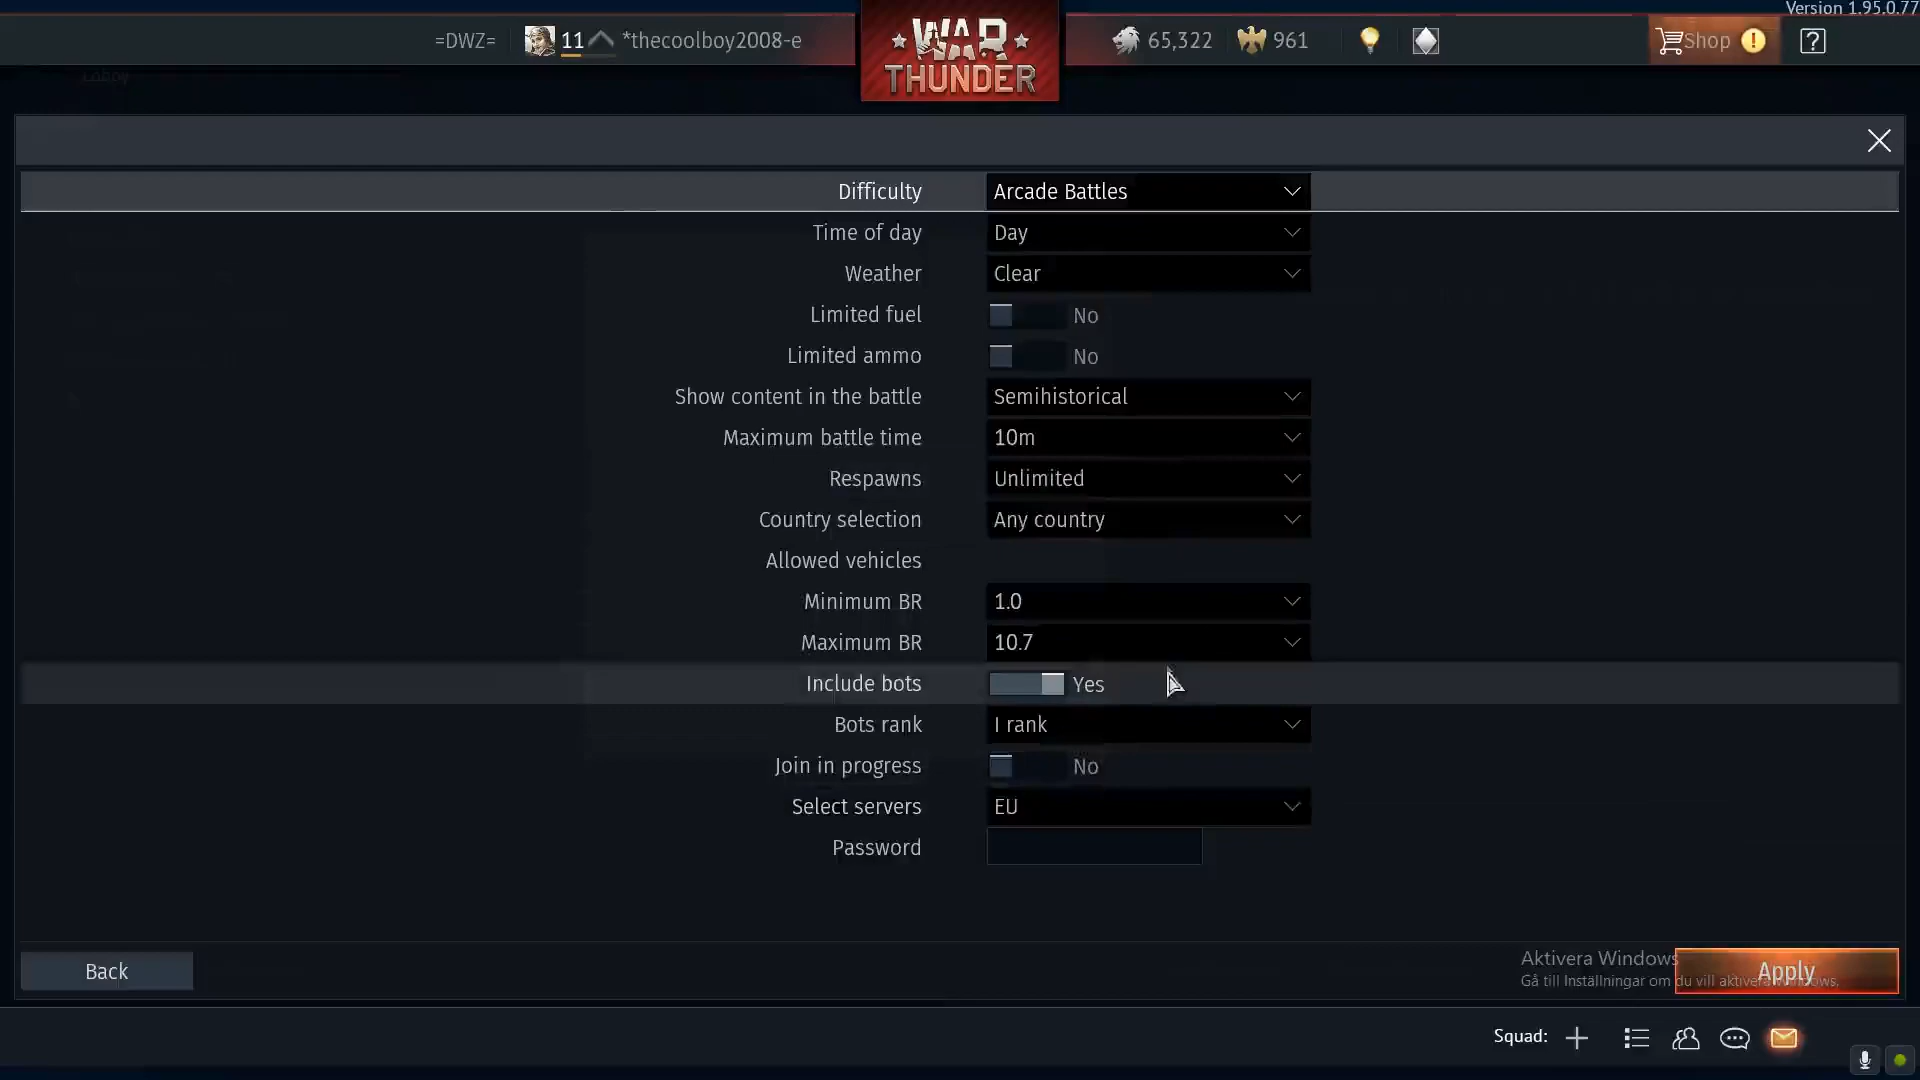 Version 1.95.0.77
=DWZ= 11 *thecoolboy2008-e
WAR
THUNDER
65,322 961
Shop
Lobby
Difficulty Arcade Battles
Time of day Day
Weather Clear
Limited fuel No
Limited ammo No
Show content in the battle Semihistorical
Maximum battle time 10m
Respawns Unlimited
Country selection Any country
Allowed vehicles
Minimum BR 1.0
Maximum BR 10.7
Include bots Yes
Bots rank I rank
Join in progress No
Select servers EU
Password
Back
Apply
Aktivera Windows
Gå till Inställningar om du vill aktivera Windows.
Squad: